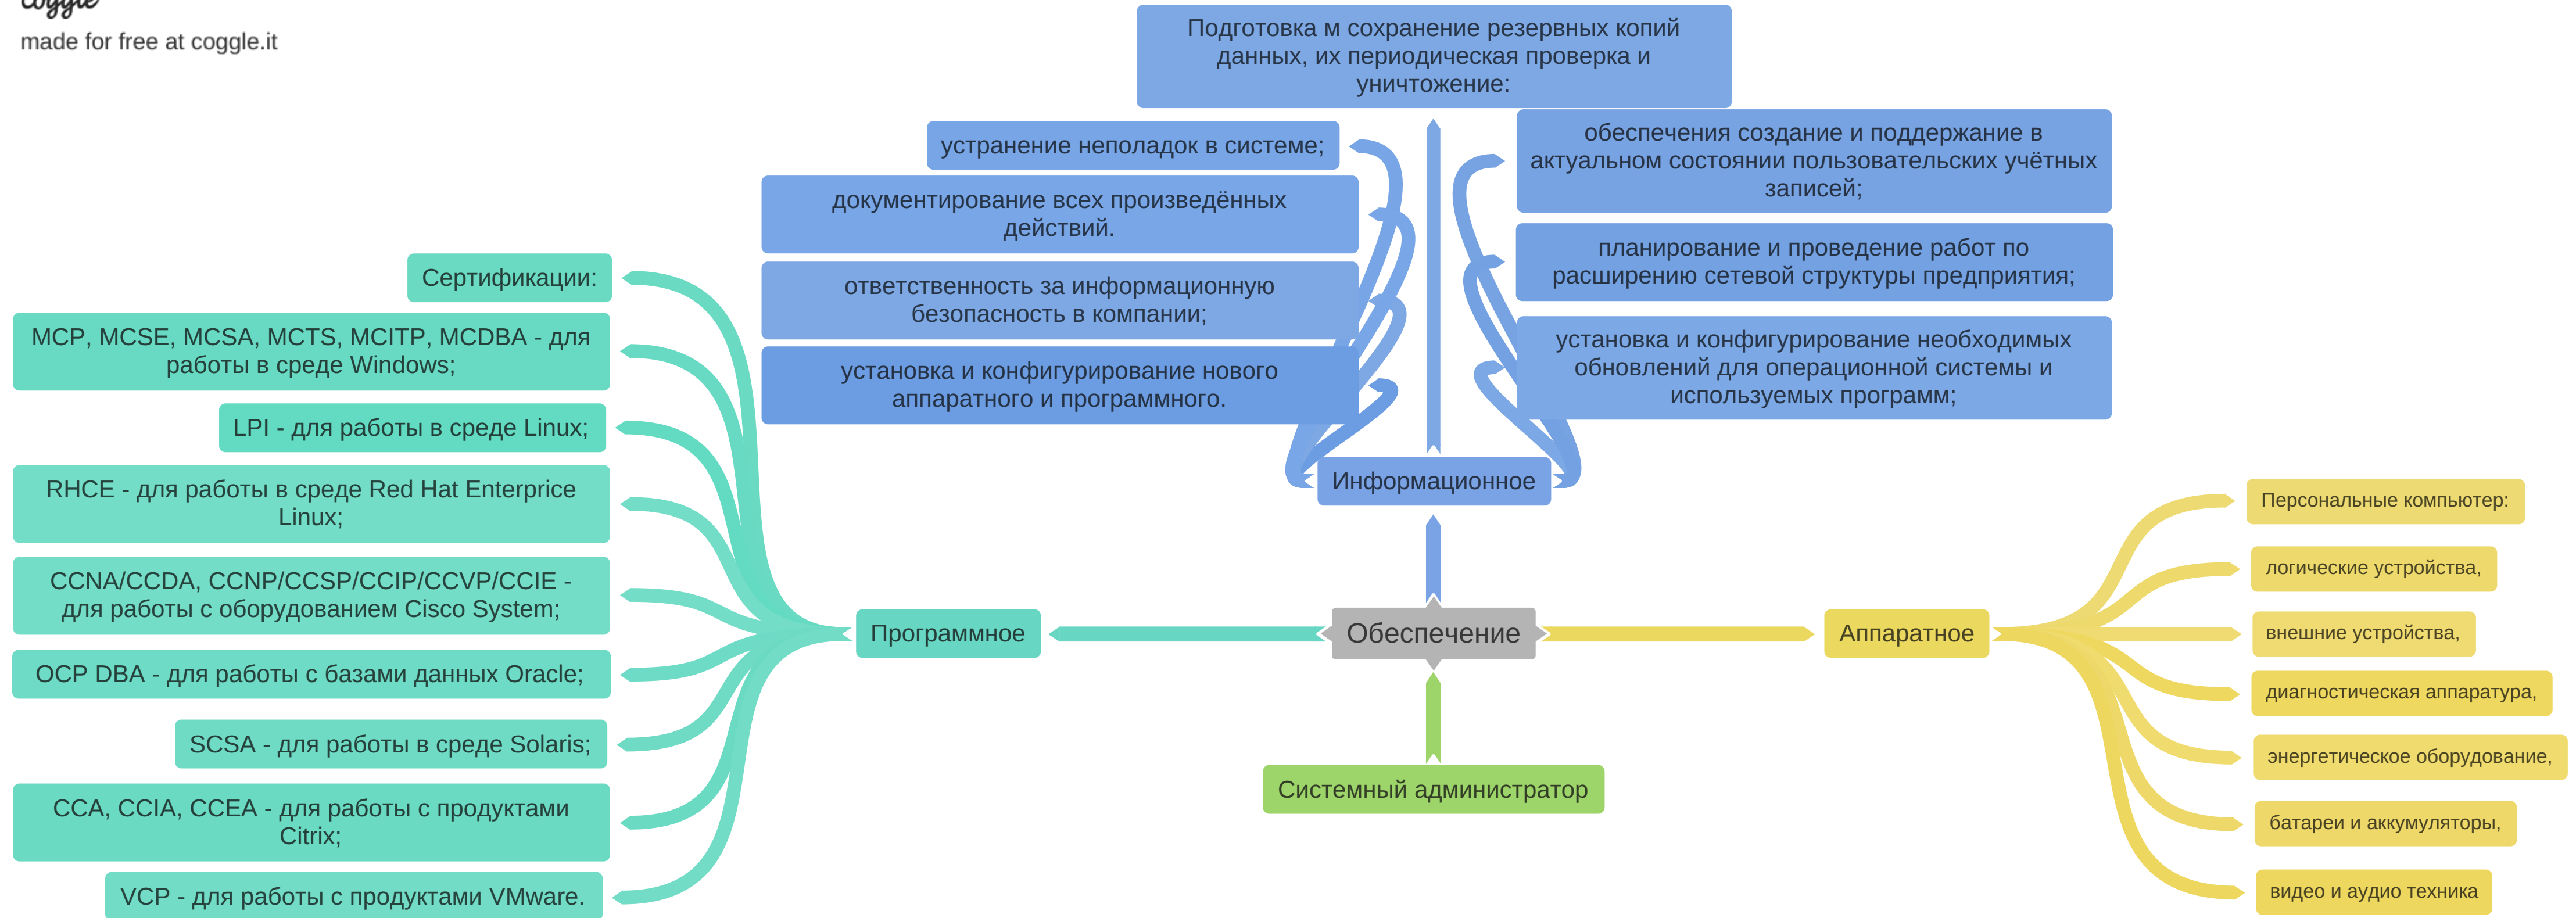 coggle
made for free at coggle.it
Подготовка м сохранение резервных копий
данных, их периодическая проверка и
уничтожение:
устранение неполадок в системе;
документирование всех произведённых
действий.
ответственность за информационную
безопасность в компании;
установка и конфигурирование нового
аппаратного и программного.
обеспечения создание и поддержание в
актуальном состоянии пользовательских учётных
записей;
планирование и проведение работ по
расширению сетевой структуры предприятия;
установка и конфигурирование необходимых
обновлений для операционной системы и
используемых программ;
Информационное
Сертификации:
MCP, MCSE, MCSA, MCTS, MCITP, MCDBA - для
работы в среде Windows;
LPI - для работы в среде Linux;
RHCE - для работы в среде Red Hat Enterprice
Linux;
CCNA/CCDA, CCNP/CCSP/CCIP/CCVP/CCIE -
для работы с оборудованием Cisco System;
OCP DBA - для работы с базами данных Oracle;
SCSA - для работы в среде Solaris;
CCA, CCIA, CCEA - для работы с продуктами
Citrix;
VCP - для работы с продуктами VMware.
Программное
Обеспечение
Аппаратное
Системный администратор
Персональные компьютер:
логические устройства,
внешние устройства,
диагностическая аппаратура,
энергетическое оборудование,
батареи и аккумуляторы,
видео и аудио техника